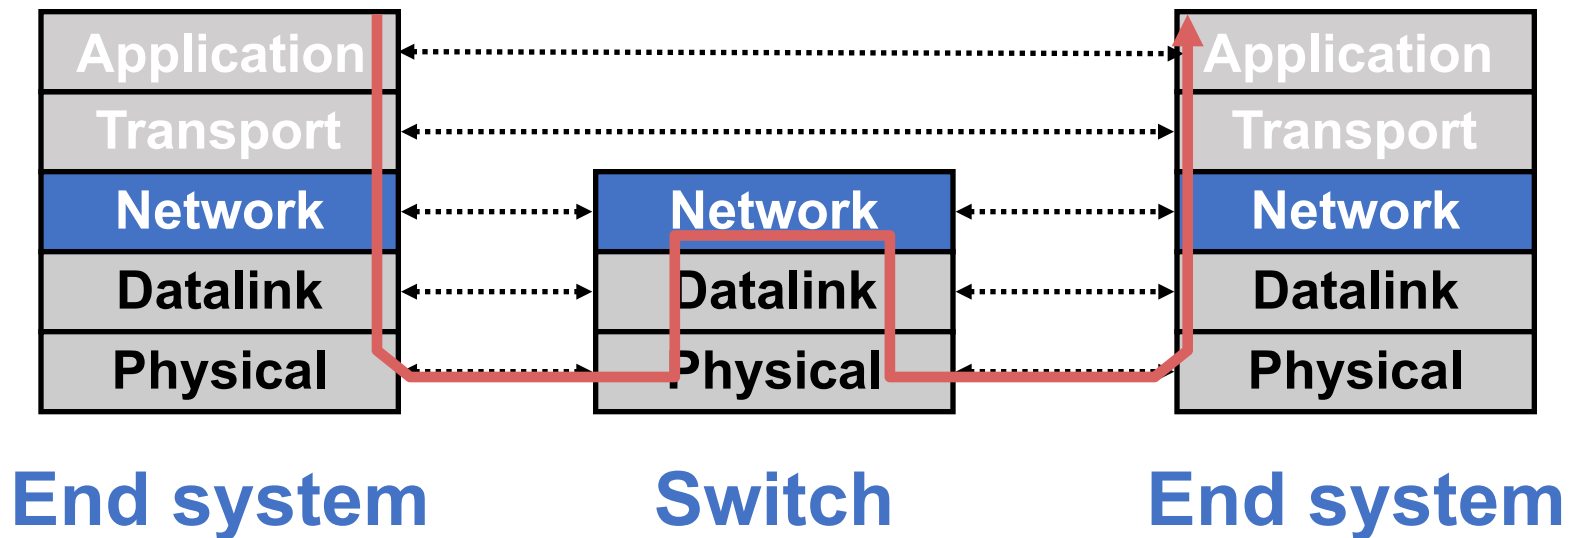 Application
Transport
Network
Datalink
Physical
End system
Network
Datalink
Physical
Switch
Application
Transport
Network
Datalink
Physical
End system